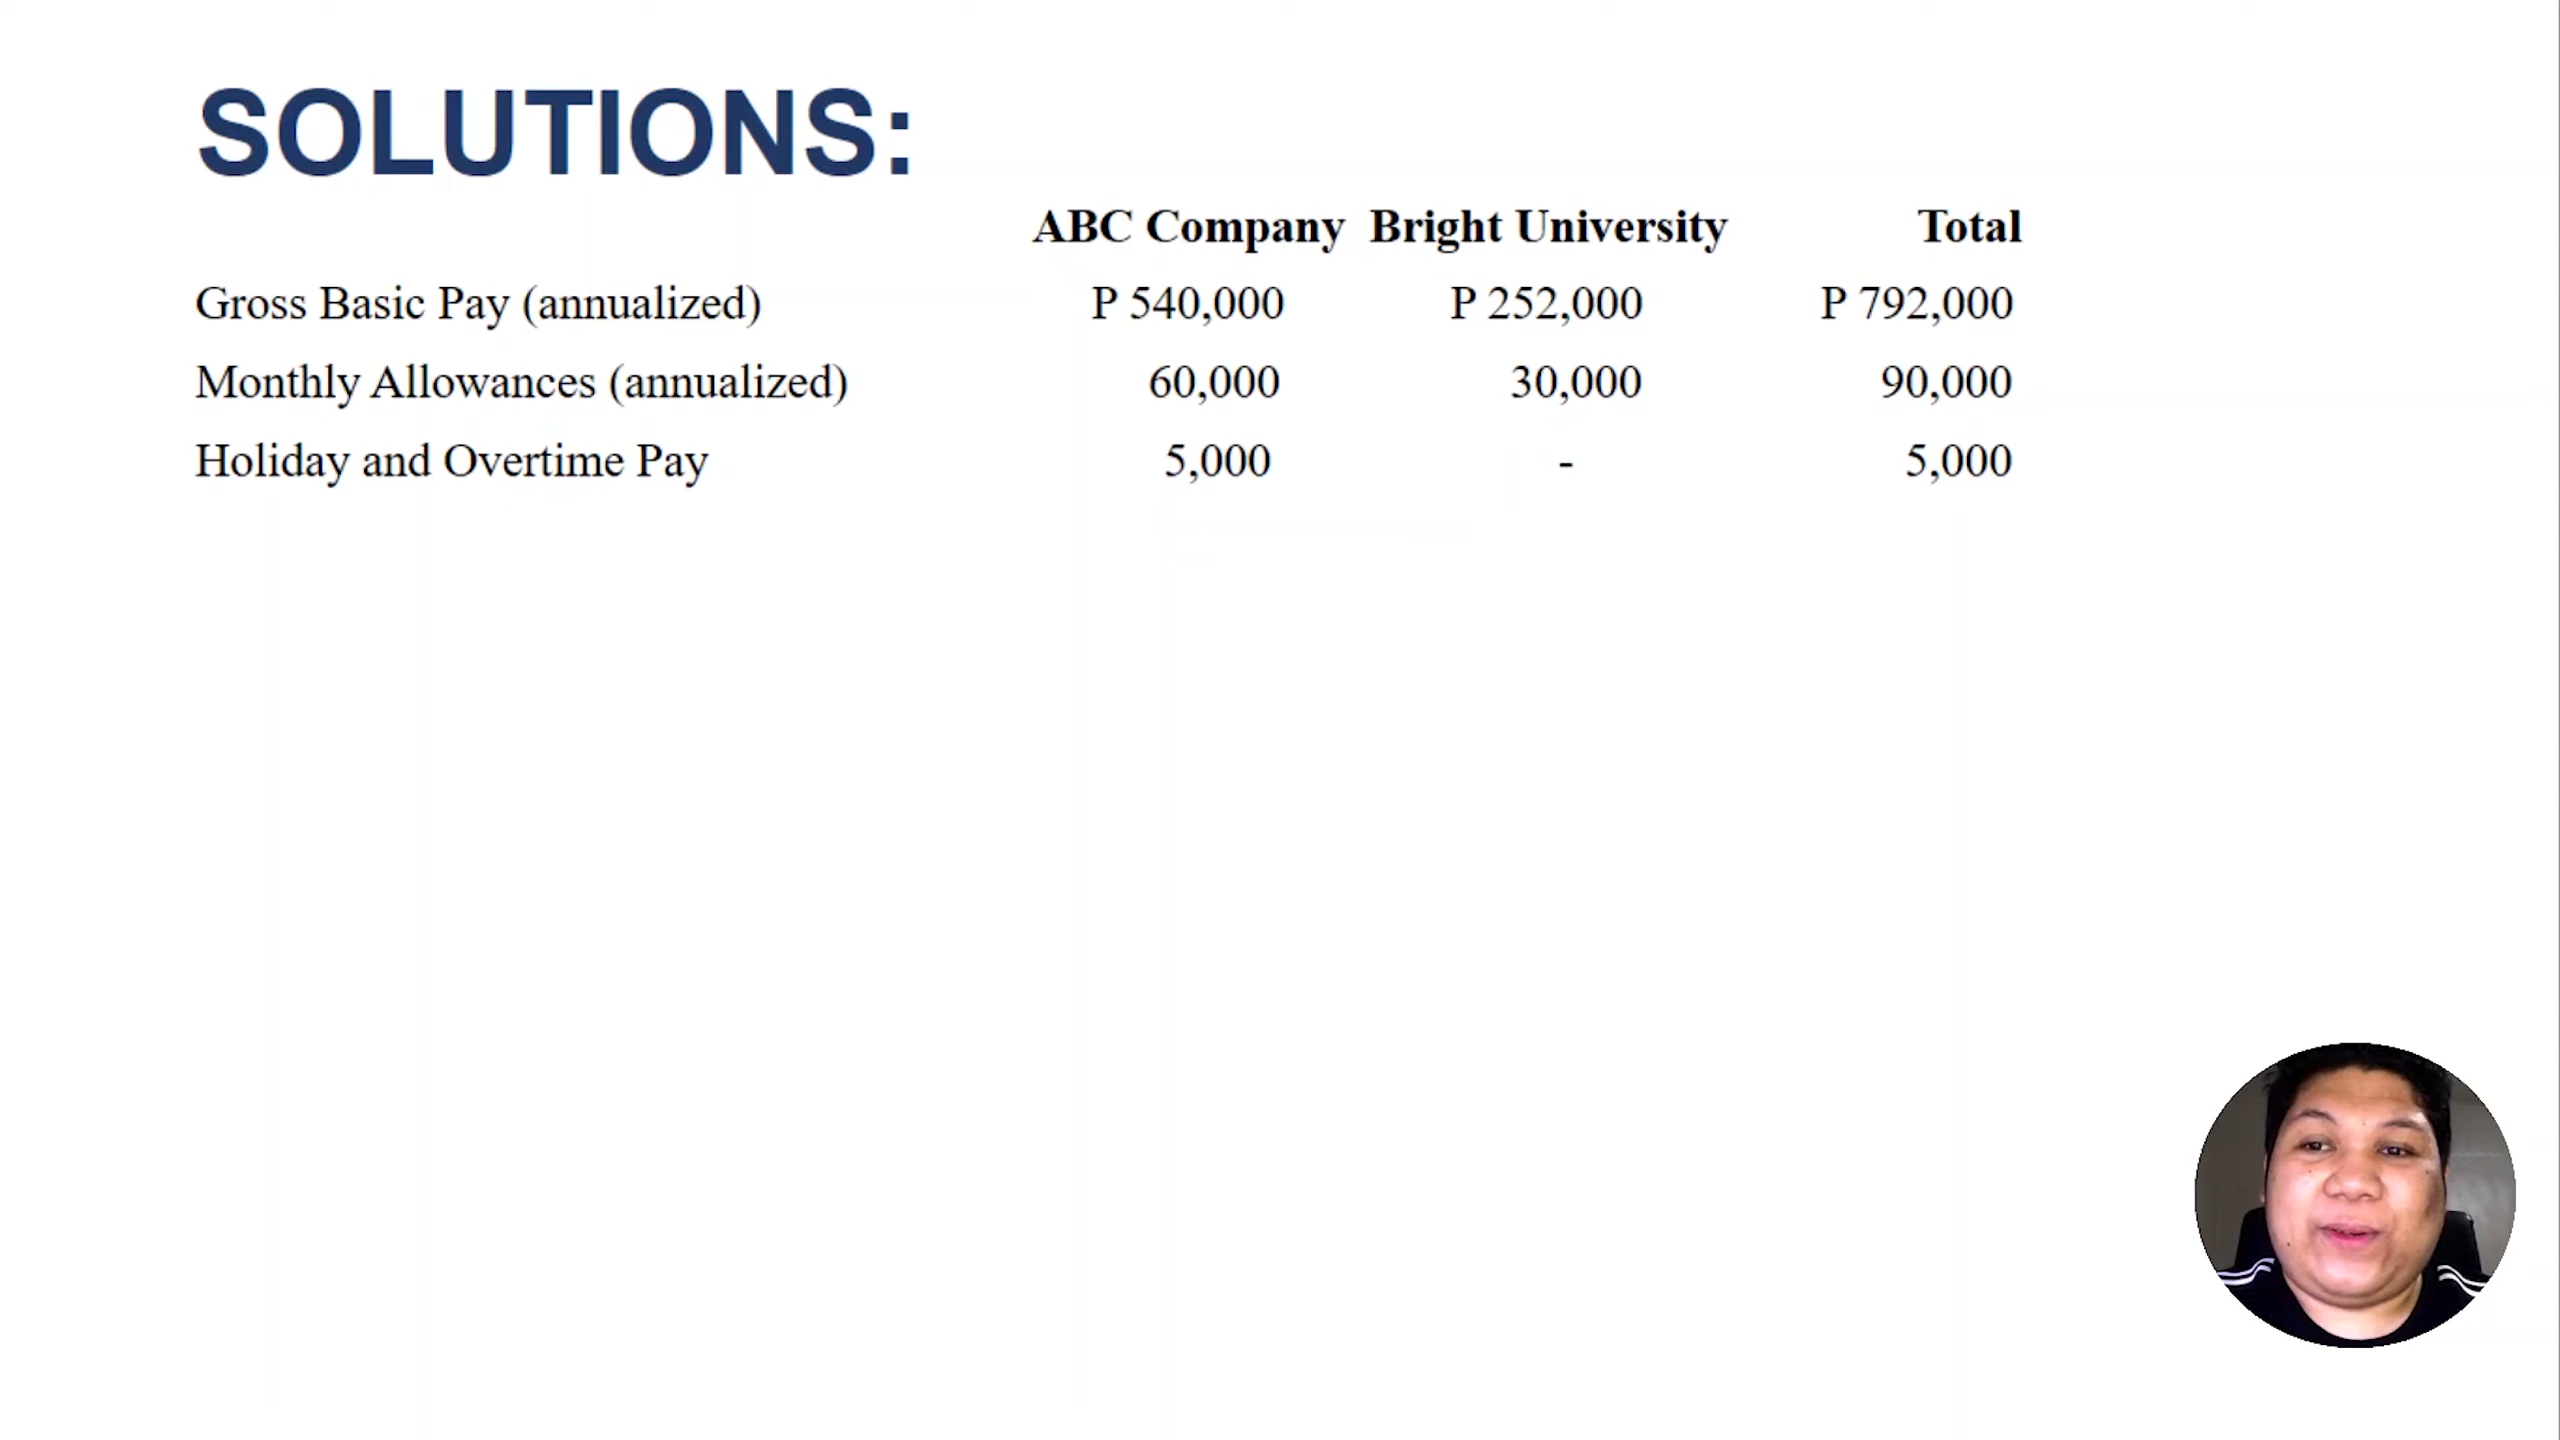 SOLUTIONS:
ABC Company Bright University Total
Gross Basic Pay (annualized) P 540,000 P 252,000 P 792,000
Monthly Allowances (annualized) 60,000 30,000 90,000
Holiday and Overtime Pay 5,000 - 5,000